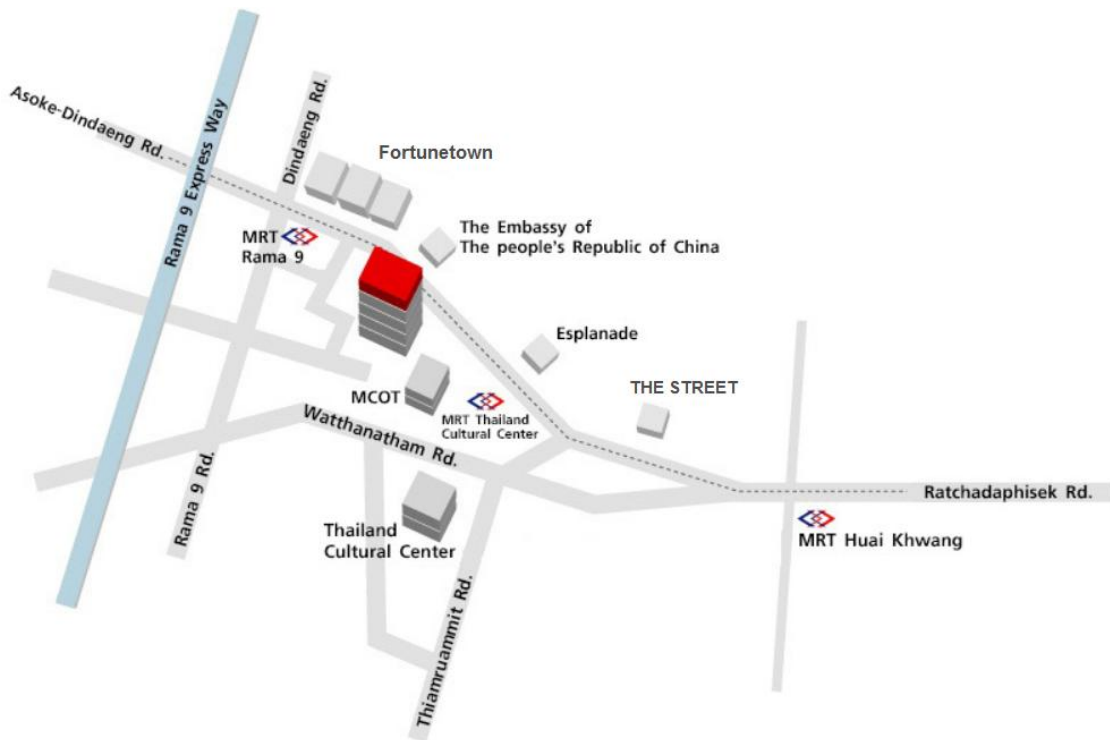 Asoke-Dindaeng Rd.
Rama 9 Express Way
Dindaeng Rd.
Fortunetown
MRT
Rama 9
The Embassy of
The people's Republic of China
Esplanade
THE STREET
MCOT
MRT Thailand
Cultural Center
Watthanatham Rd.
Rama 9 Rd.
Thailand
Cultural Center
Thiamruammit Rd.
Ratchadaphisek Rd.
MRT Huai Khwang